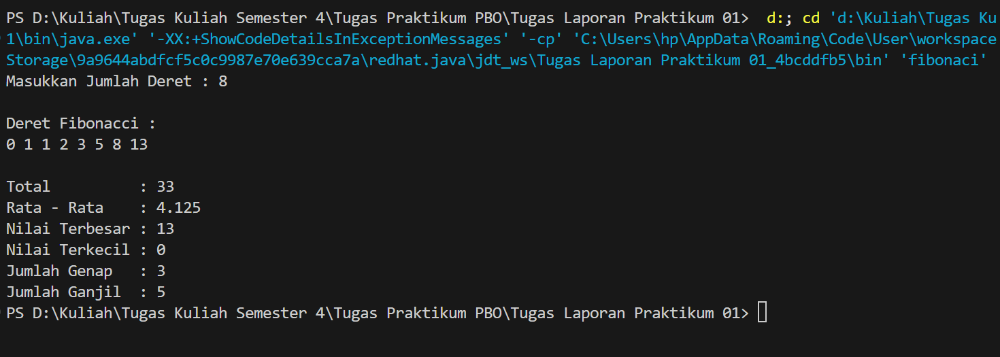 PS D:\Kuliah\Tugas Kuliah Semester 4\Tugas Praktikum PBO\Tugas Laporan Praktikum 01>  d:; cd 'd:\Kuliah\Tugas Ku
1\bin\java.exe' '-XX:+ShowCodeDetailsInExceptionMessages' '-cp' 'C:\Users\hp\AppData\Roaming\Code\User\workspace
Storage\9a9644abdfcf5c0c9987e70e639cca7a\redhat.java\jdt_ws\Tugas Laporan Praktikum 01_4bcddfb5\bin' 'fibonaci'
Masukkan Jumlah Deret : 8
Deret Fibonacci :
0 1 1 2 3 5 8 13
Total          : 33
Rata - Rata    : 4.125
Nilai Terbesar : 13
Nilai Terkecil : 0
Jumlah Genap   : 3
Jumlah Ganjil  : 5
PS D:\Kuliah\Tugas Kuliah Semester 4\Tugas Praktikum PBO\Tugas Laporan Praktikum 01>